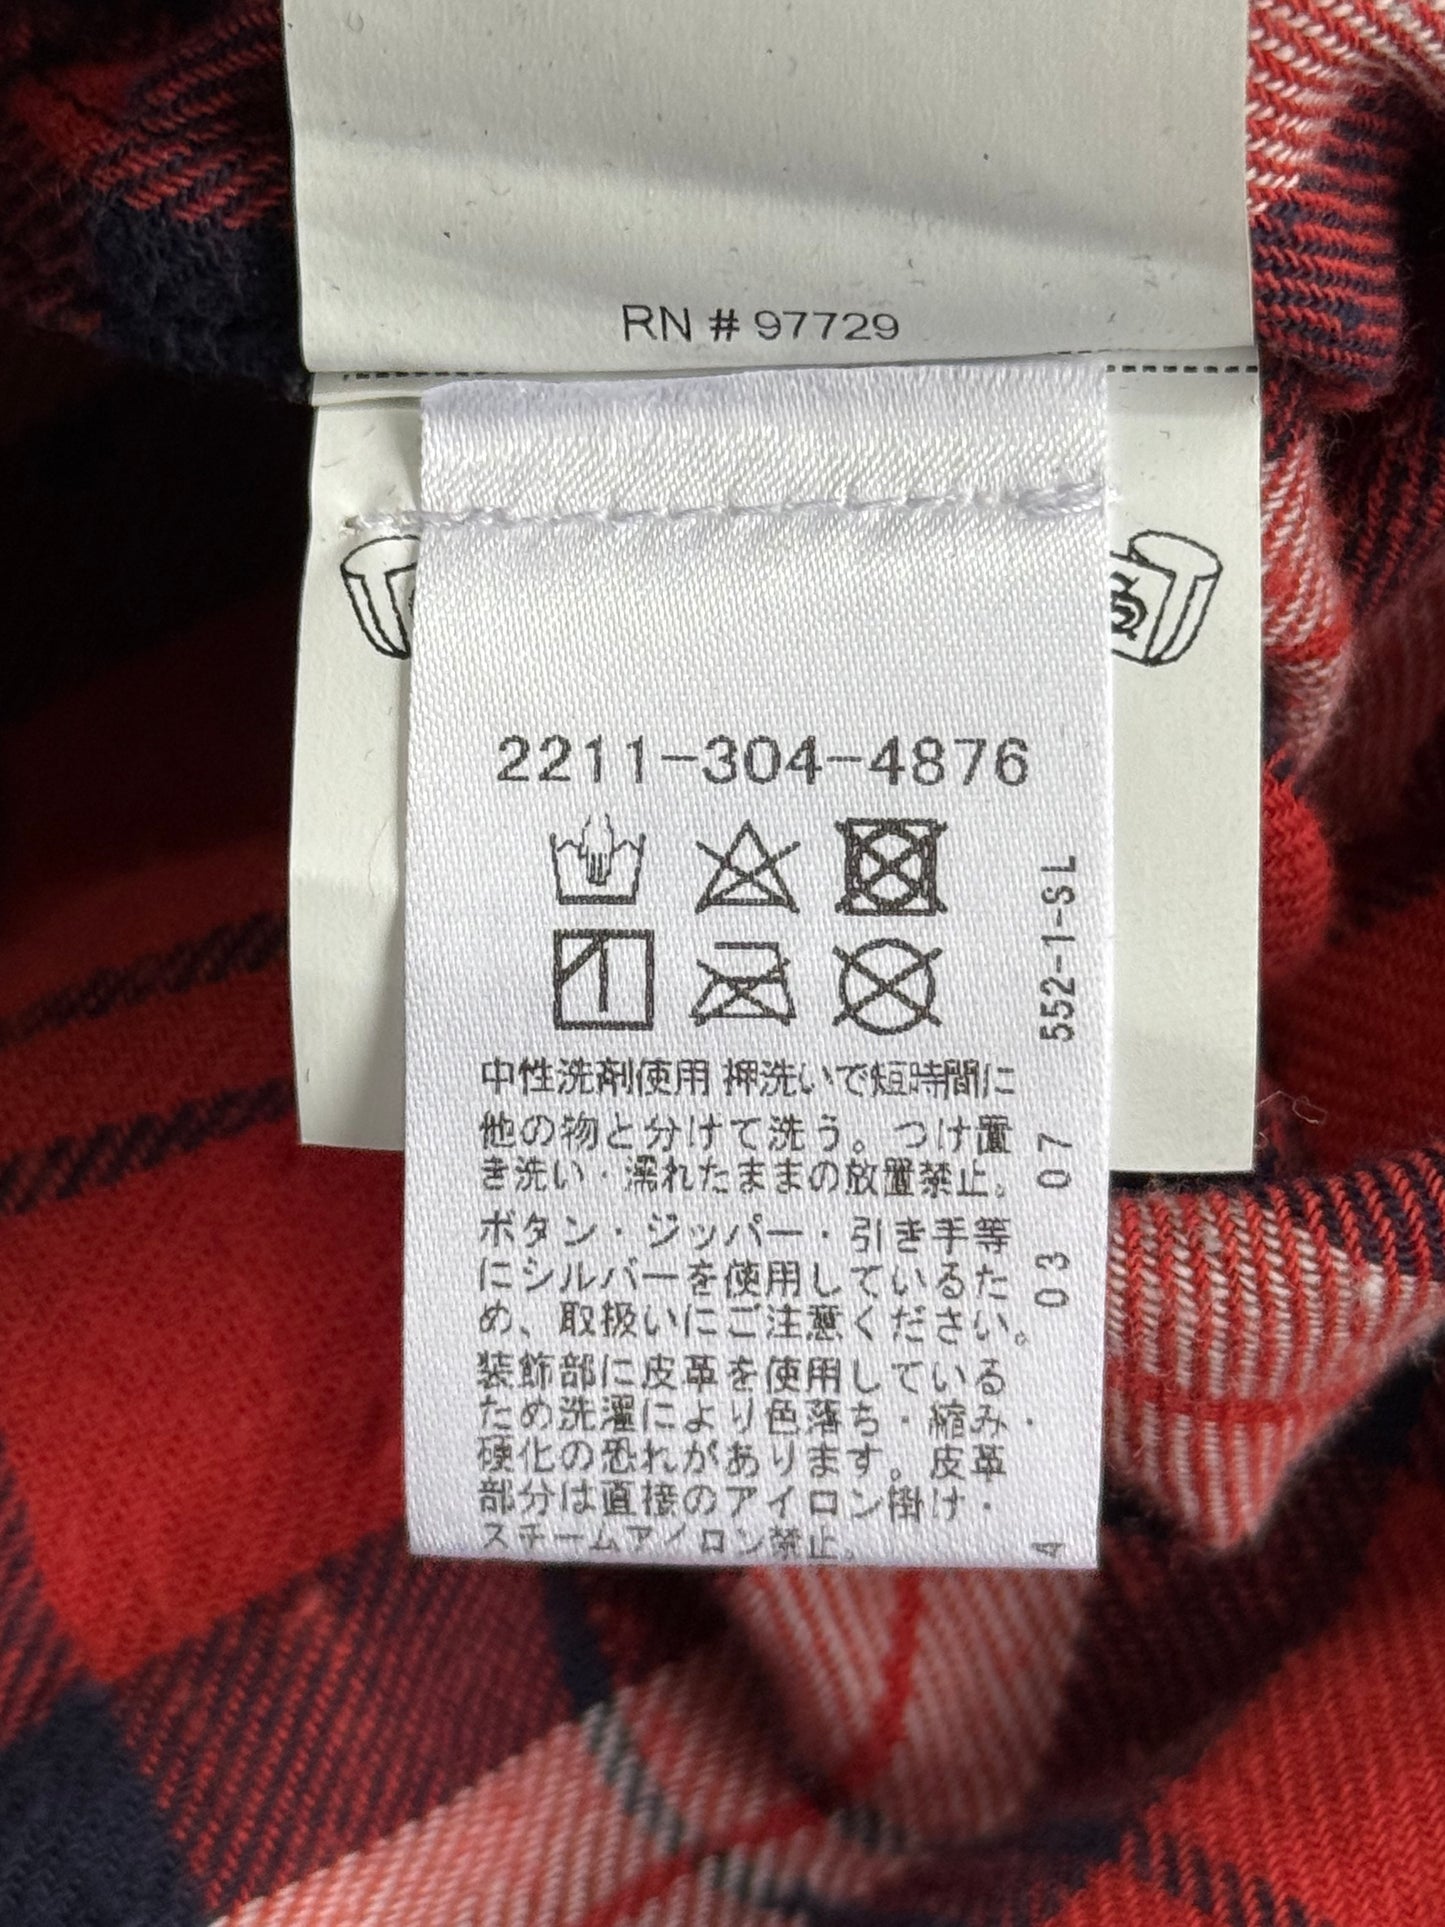 RN # 97729
2211-304-4876
中性洗剤使用 押洗いで短時間に
他の物と分けて洗う。つけ置
き洗い・濡れたままの放置禁止。
ボタン・ジッパー・引き手等
にシルバーを使用しているた
め、取扱いにご注意ください。
装飾部に皮革を使用している
ため洗濯により色落ち・縮み・
硬化の恐れがあります。皮革
部分は直接のアイロン掛け・
スチームアイロン禁止。
552-1-SL
07
03
4